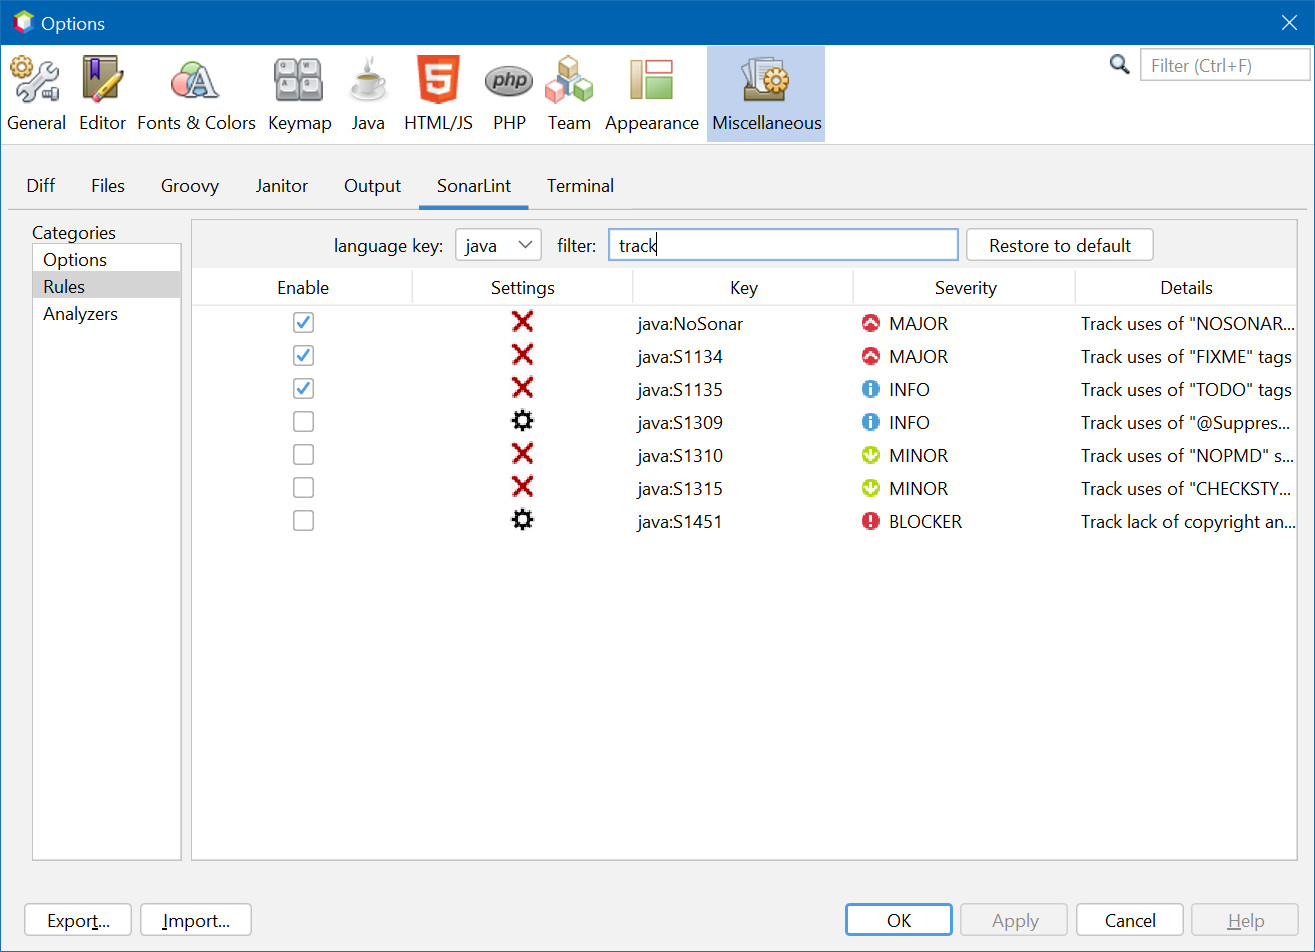 Options
Filter (Ctrl+F)
General Editor Fonts & Colors Keymap Java HTML/JS PHP Team Appearance Miscellaneous
Diff Files Groovy Janitor Output SonarLint Terminal
Categories
Options
Rules
Analyzers
language key: java filter: track Restore to default
Enable Settings Key Severity Details
java:NoSonar MAJOR Track uses of "NOSONAR...
java:S1134 MAJOR Track uses of "FIXME" tags
java:S1135 INFO Track uses of "TODO" tags
java:S1309 INFO Track uses of "@Suppres...
java:S1310 MINOR Track uses of "NOPMD" s...
java:S1315 MINOR Track uses of "CHECKSTY...
java:S1451 BLOCKER Track lack of copyright an...
Export... Import... OK Apply Cancel Help